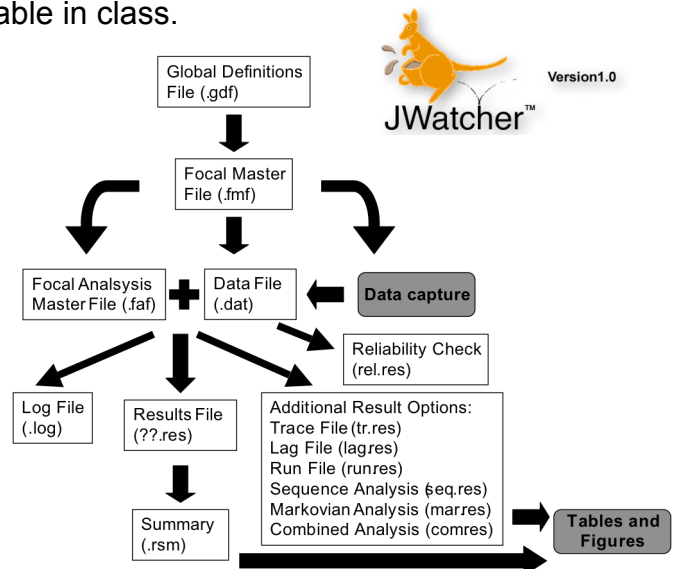 able in class.
JWatcher™
Version1.0
Global Definitions
File (.gdf)
Focal Master
File (.fmf)
Focal Analsysis
Master File (.faf)
Data File
(.dat)
Data capture
Reliability Check
(rel.res)
Log File
(.log)
Results File
(??.res)
Additional Result Options:
Trace File (tr.res)
Lag File (lag.res)
Run File (run.res)
Sequence Analysis (seq.res)
Markovian Analysis (mar.res)
Combined Analysis (com.res)
Summary
(.rsm)
Tables and
Figures